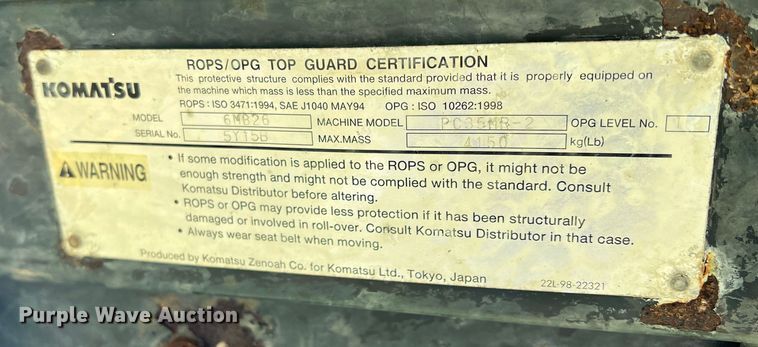 ROPS/OPG TOP GUARD CERTIFICATION
KOMATSU
This protective structure complies with the standard provided that it is properly equipped on
the machine which mass is less than the specified maximum mass.
ROPS : ISO 3471:1994, SAE J1040 MAY94 OPG : ISO 10262:1998
MODEL 6MB26 MACHINE MODEL PC35MR-2 OPG LEVEL No.
SERIAL No. MAX.MASS 4150 kg(Lb)
WARNING
• If some modification is applied to the ROPS or OPG, it might not be
enough strength and might not be complied with the standard. Consult
Komatsu Distributor before altering.
• ROPS or OPG may provide less protection if it has been structurally
damaged or involved in roll-over. Consult Komatsu Distributor in that case.
• Always wear seat belt when moving.
Produced by Komatsu Zenoah Co. for Komatsu Ltd., Tokyo, Japan
22L-98-22321
Purple Wave Auction